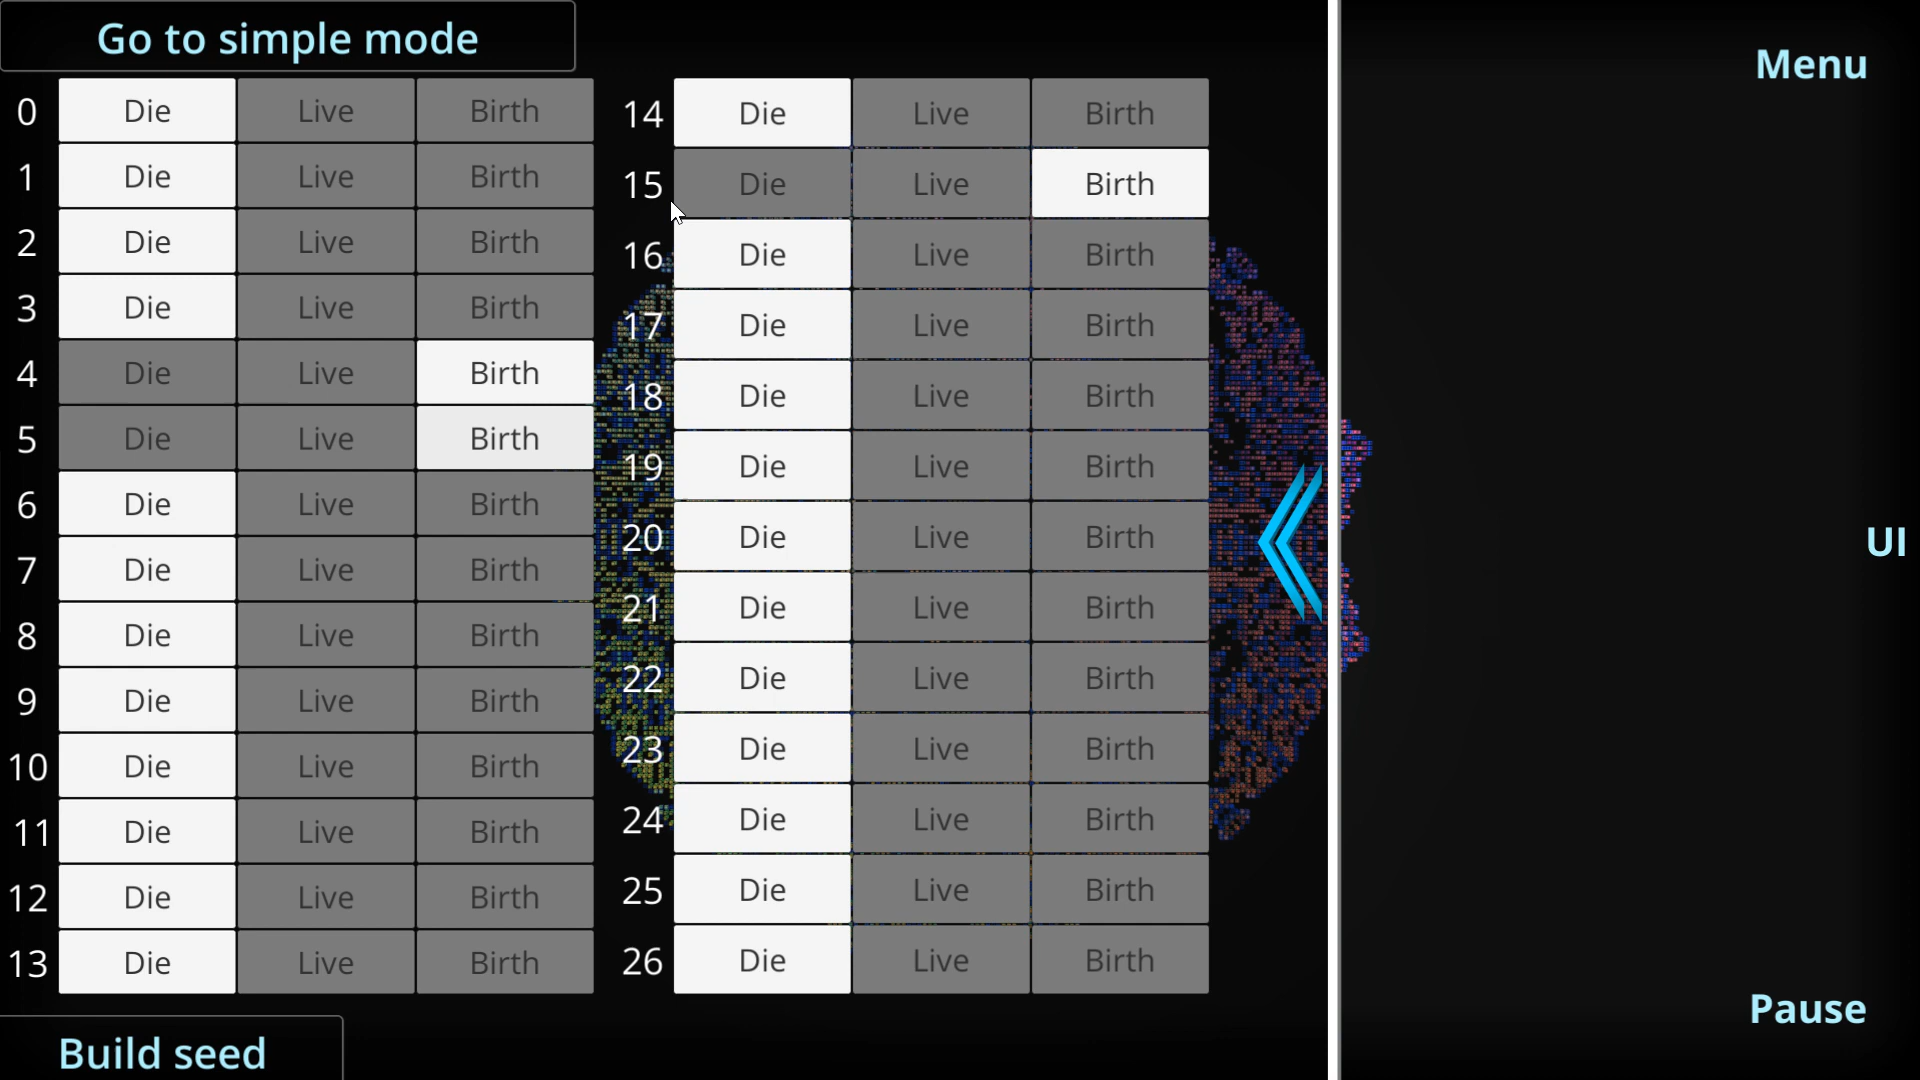 Go to simple mode
Menu
0 Die Live Birth
1 Die Live Birth
2 Die Live Birth
3 Die Live Birth
4 Die Live Birth
5 Die Live Birth
6 Die Live Birth
7 Die Live Birth
8 Die Live Birth
9 Die Live Birth
10 Die Live Birth
11 Die Live Birth
12 Die Live Birth
13 Die Live Birth
14 Die Live Birth
15 Die Live Birth
16 Die Live Birth
17 Die Live Birth
18 Die Live Birth
19 Die Live Birth
20 Die Live Birth
21 Die Live Birth
22 Die Live Birth
23 Die Live Birth
24 Die Live Birth
25 Die Live Birth
26 Die Live Birth
UI
Pause
Build seed